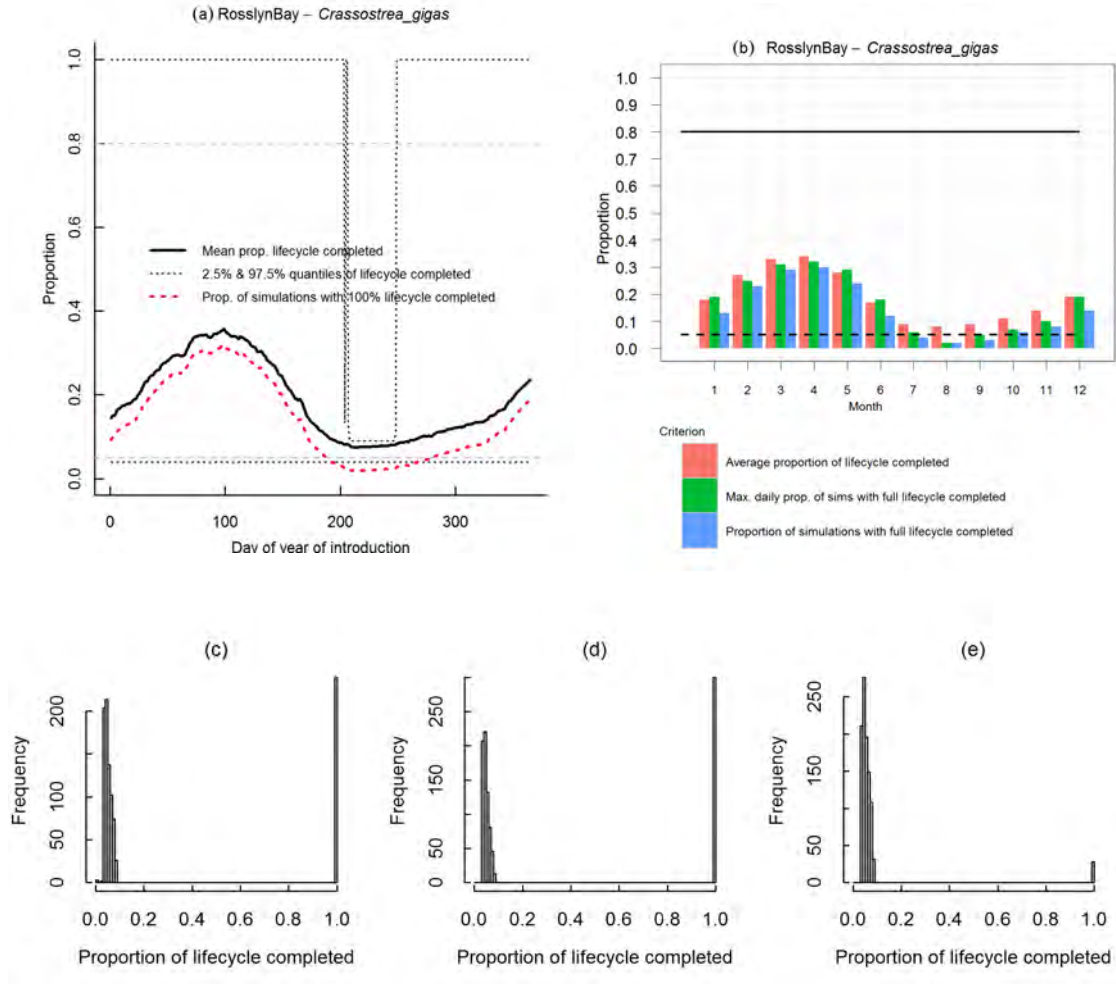 (a) RosslynBay – Crassostrea_gigas
Proportion
1.0
0.8
0.6
0.4
0.2
0.0
Mean prop. lifecycle completed
2.5% & 97.5% quantiles of lifecycle completed
Prop. of simulations with 100% lifecycle completed
0 100 200 300
Day of year of introduction
(b) RosslynBay – Crassostrea_gigas
Proportion
1.0
0.9
0.8
0.7
0.6
0.5
0.4
0.3
0.2
0.1
0.0
1 2 3 4 5 6 7 8 9 10 11 12
Month
Criterion
Average proportion of lifecycle completed
Max. daily prop. of sims with full lifecycle completed
Proportion of simulations with full lifecycle completed
(c)
Frequency
200
100
50
0
0.0 0.2 0.4 0.6 0.8 1.0
Proportion of lifecycle completed
(d)
Frequency
250
150
50
0
0.0 0.2 0.4 0.6 0.8 1.0
Proportion of lifecycle completed
(e)
Frequency
250
150
50
0
0.0 0.2 0.4 0.6 0.8 1.0
Proportion of lifecycle completed